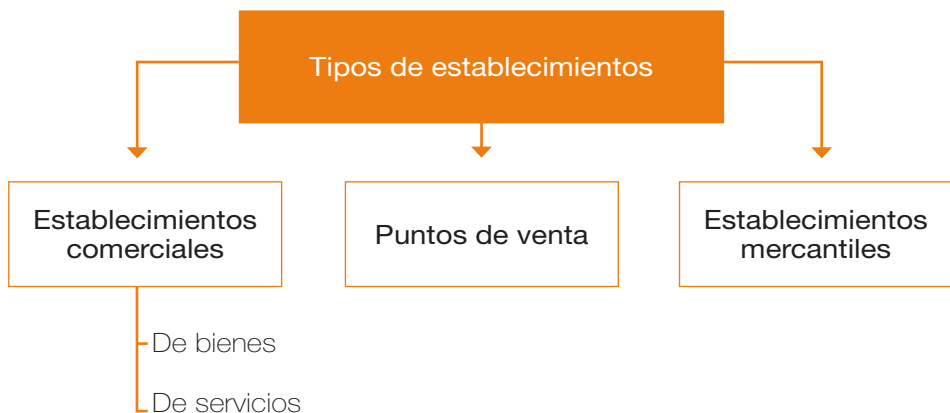 Tipos de establecimientos
Establecimientos
comerciales
Puntos de venta
Establecimientos
mercantiles
De bienes
De servicios